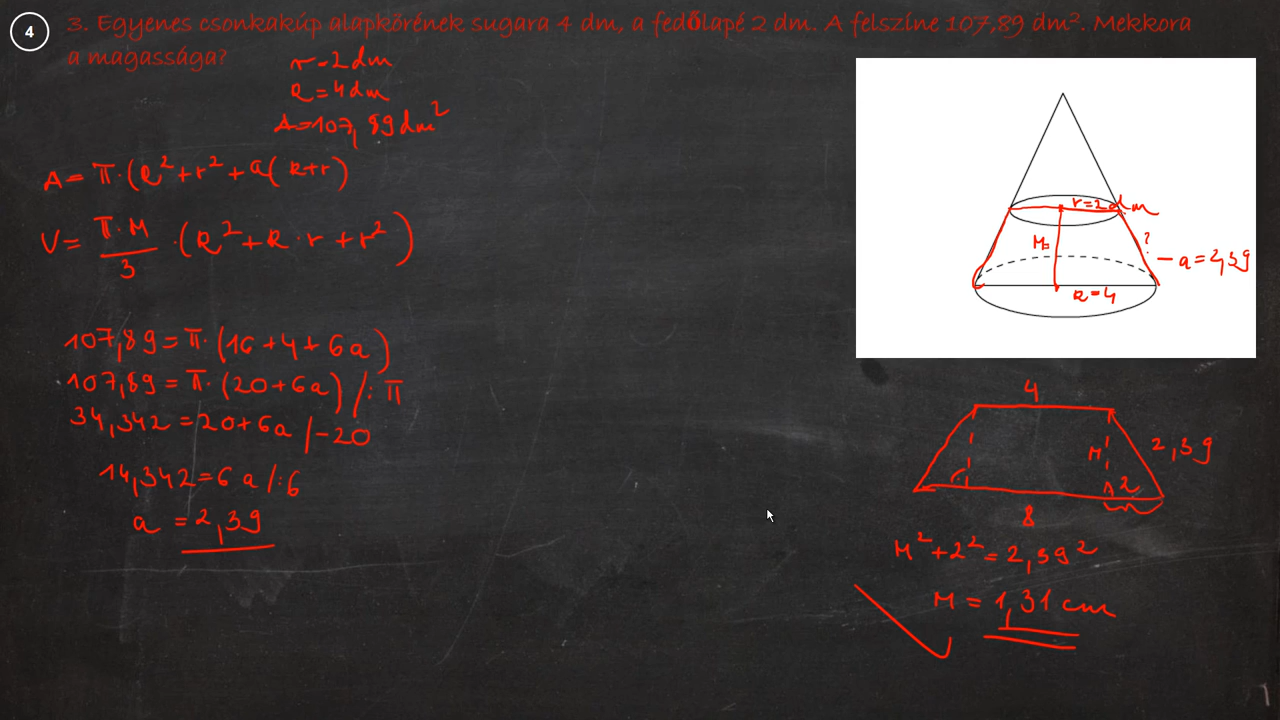 4
3. Egyenes csonkakúp alapkörének sugara 4 dm, a fedőlapé 2 dm. A felszíne 107,89 dm². Mekkora
a magassága?
r=2dm
R=4dm
A=107,89dm²
A=π·(R²+r²+a(R+r)
V=π·M/3·(R²+R·r+r²)
107,89=π·(16+4+6a)
107,89=π·(20+6a) /:π
34,342=20+6a /-20
14,342=6a /:6
a=2,39
r=2dm
M=
?
a=2,39
R=4
4
M
2,39
2
8
M²+2²=2,39²
M=1,31cm